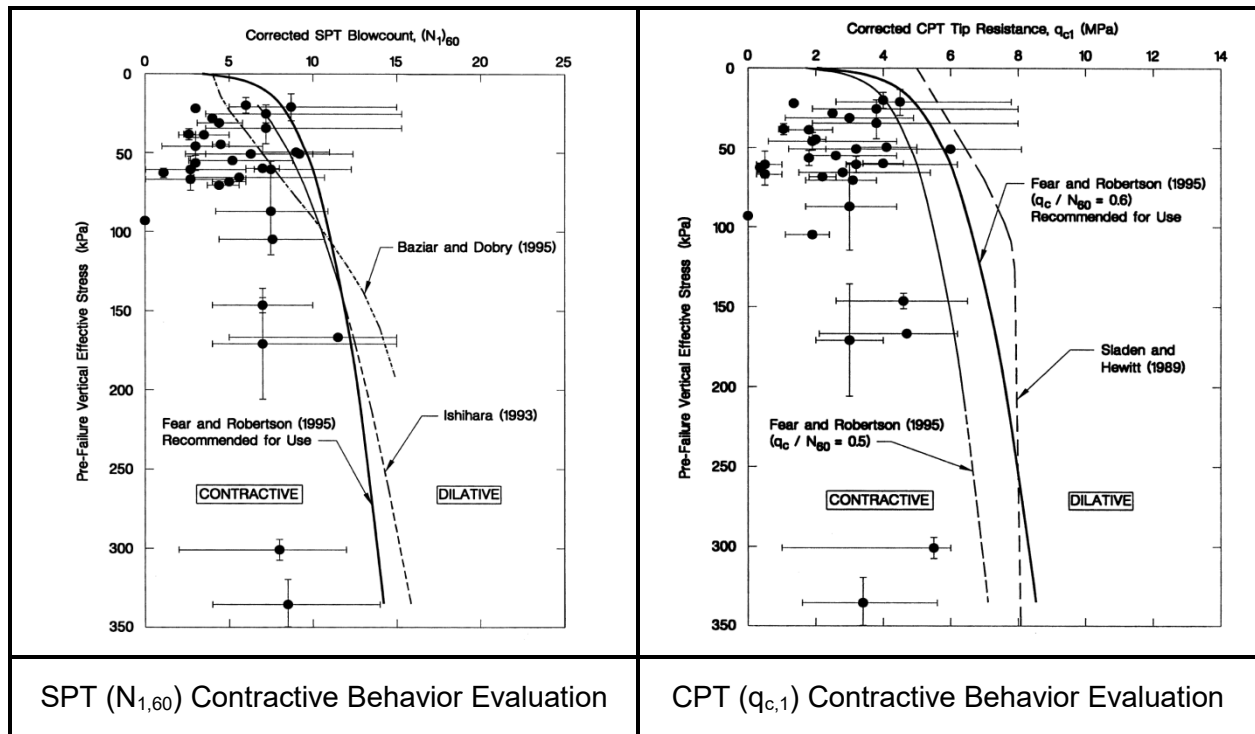 Corrected SPT Blowcount, (N₁)₆₀
0 5 10 15 20 25
0
50
100
150
200
250
300
350
Pre-Failure Vertical Effective Stress (kPa)
Baziar and Dobry (1995)
Ishihara (1993)
Fear and Robertson (1995)
Recommended for Use
CONTRACTIVE
DILATIVE
SPT (N₁,₆₀) Contractive Behavior Evaluation
Corrected CPT Tip Resistance, qc1 (MPa)
0 2 4 6 8 10 12 14
0
50
100
150
200
250
300
350
Pre-Failure Vertical Effective Stress (kPa)
Fear and Robertson (1995)
(qc / N₆₀ = 0.6)
Recommended for Use
Sladen and
Hewitt (1989)
Fear and Robertson (1995)
(qc / N₆₀ = 0.5)
CONTRACTIVE
DILATIVE
CPT (qc,1) Contractive Behavior Evaluation